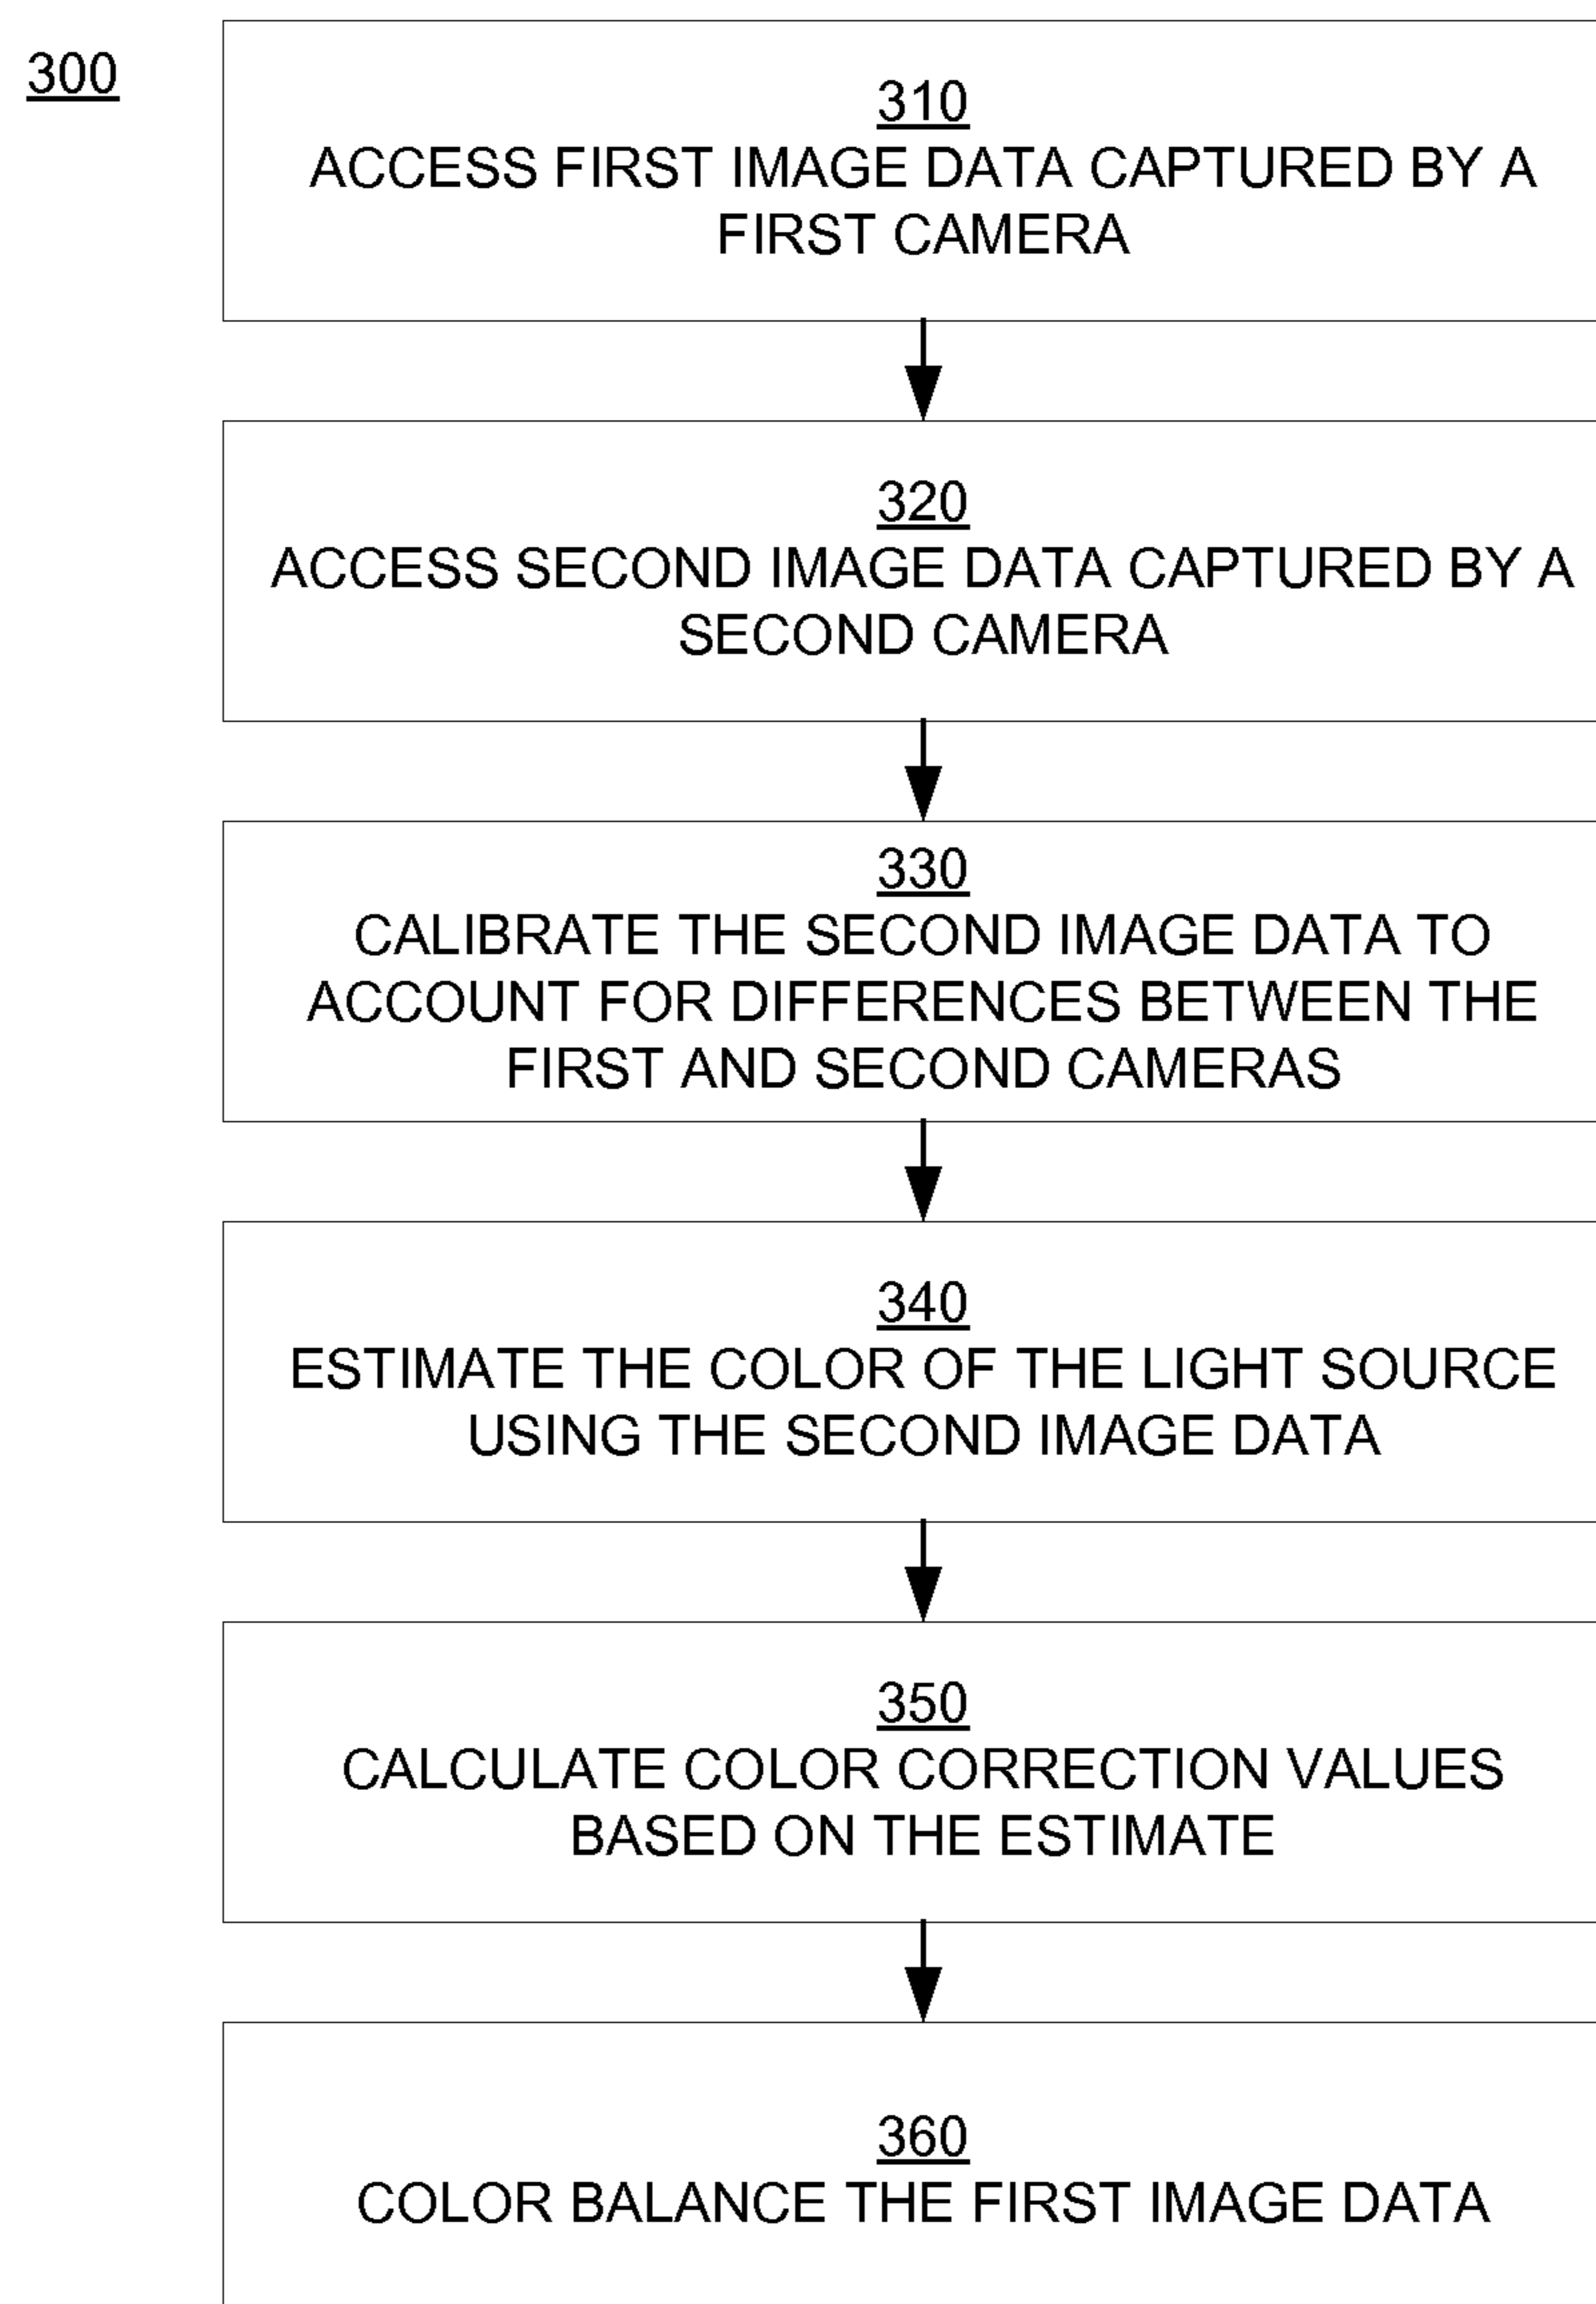 300
310
ACCESS FIRST IMAGE DATA CAPTURED BY A
FIRST CAMERA
320
ACCESS SECOND IMAGE DATA CAPTURED BY A
SECOND CAMERA
330
CALIBRATE THE SECOND IMAGE DATA TO
ACCOUNT FOR DIFFERENCES BETWEEN THE
FIRST AND SECOND CAMERAS
340
ESTIMATE THE COLOR OF THE LIGHT SOURCE
USING THE SECOND IMAGE DATA
350
CALCULATE COLOR CORRECTION VALUES
BASED ON THE ESTIMATE
360
COLOR BALANCE THE FIRST IMAGE DATA